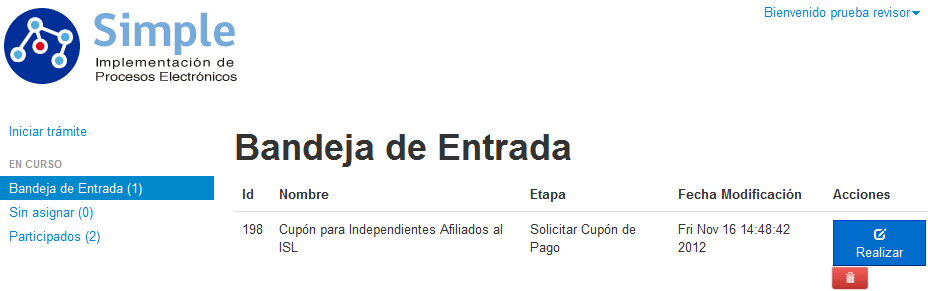 Simple
Implementación de
Procesos Electrónicos
Bienvenido prueba revisor
Iniciar trámite
EN CURSO
Bandeja de Entrada (1)
Sin asignar (0)
Participados (2)
Bandeja de Entrada
Id Nombre Etapa Fecha Modificación Acciones
198 Cupón para Independientes Afiliados al Solicitar Cupón de Fri Nov 16 14:48:42
ISL Pago 2012
Realizar